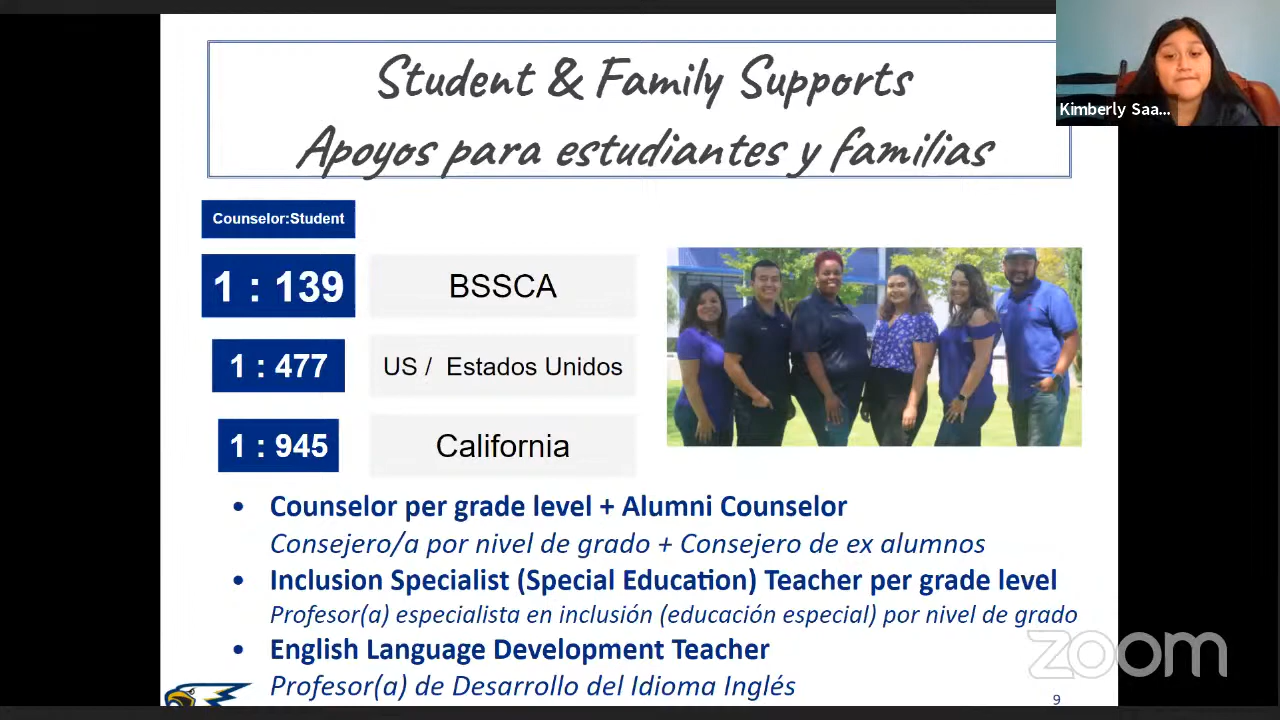 Student & Family Supports
Apoyos para estudiantes y familias
Kimberly Saa...
Counselor:Student
1 : 139
BSSCA
1 : 477
US / Estados Unidos
1 : 945
California
• Counselor per grade level + Alumni Counselor
Consejero/a por nivel de grado + Consejero de ex alumnos
• Inclusion Specialist (Special Education) Teacher per grade level
Profesor(a) especialista en inclusión (educación especial) por nivel de grado
• English Language Development Teacher
Profesor(a) de Desarrollo del Idioma Inglés
zoom
9